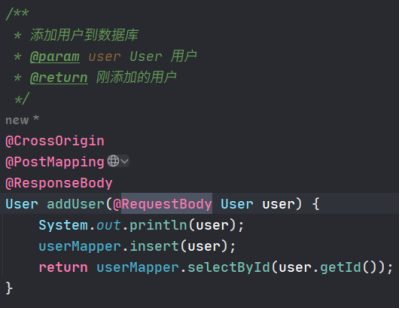 /**
 * 添加用户到数据库
 * @param user User 用户
 * @return 刚添加的用户
 */
new *
@CrossOrigin
@PostMapping
@ResponseBody
User addUser(@RequestBody User user) {
    System.out.println(user);
    userMapper.insert(user);
    return userMapper.selectById(user.getId());
}